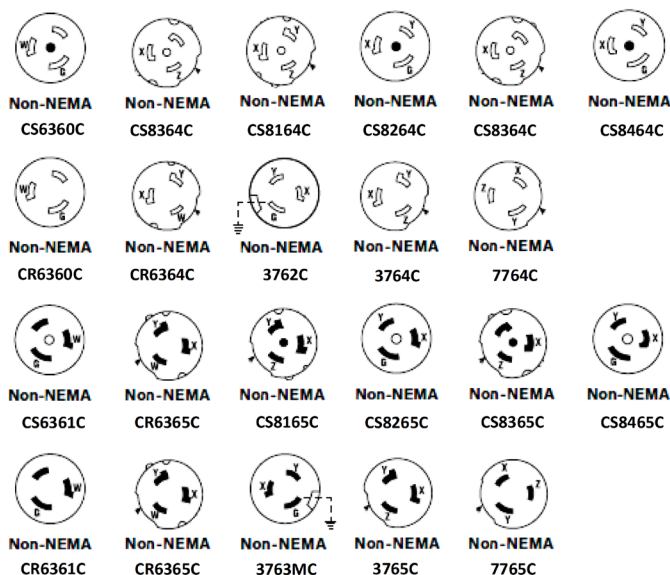 W G
X Z
Y X Z
Y X G
Y X Z
Y X G
Non-NEMA Non-NEMA Non-NEMA Non-NEMA Non-NEMA Non-NEMA
CS6360C CS8364C CS8164C CS8264C CS8364C CS8464C
W G
Y X W
Y X G
Y X Z
X Z Y
Non-NEMA Non-NEMA Non-NEMA Non-NEMA Non-NEMA
CR6360C CR6364C 3762C 3764C 7764C
W G
Y X W
Y X Z
Y X G
Y X Z
X G
Non-NEMA Non-NEMA Non-NEMA Non-NEMA Non-NEMA Non-NEMA
CS6361C CR6365C CS8165C CS8265C CS8365C CS8465C
W G
Y X W
Y X G
Y X Z
X Z Y
Non-NEMA Non-NEMA Non-NEMA Non-NEMA Non-NEMA
CR6361C CR6365C 3763MC 3765C 7765C